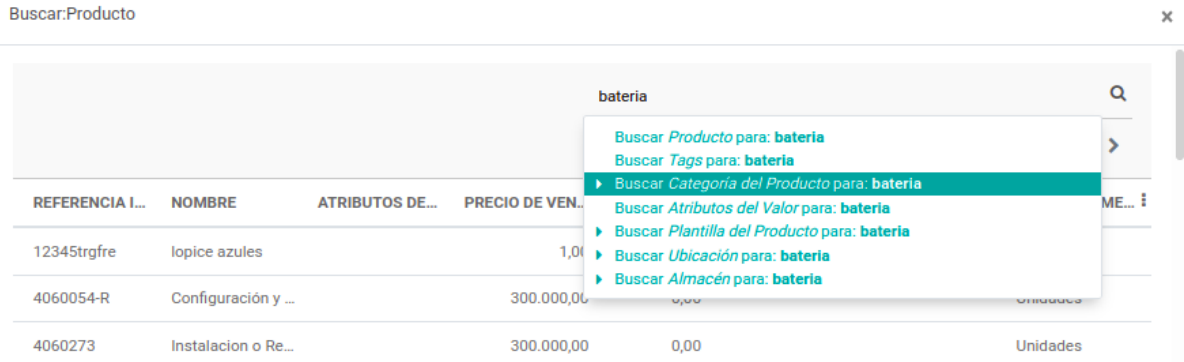 Buscar:Producto
×
bateria
Buscar Producto para: bateria
Buscar Tags para: bateria
Buscar Categoría del Producto para: bateria
Buscar Atributos del Valor para: bateria
Buscar Plantilla del Producto para: bateria
Buscar Ubicación para: bateria
Buscar Almacén para: bateria
REFERENCIA I... NOMBRE ATRIBUTOS DE... PRECIO DE VEN... ME...
12345trgfre lopice azules 1,00
4060054-R Configuración y ... 300.000,00 0,00 Unidades
4060273 Instalacion o Re... 300.000,00 0,00 Unidades